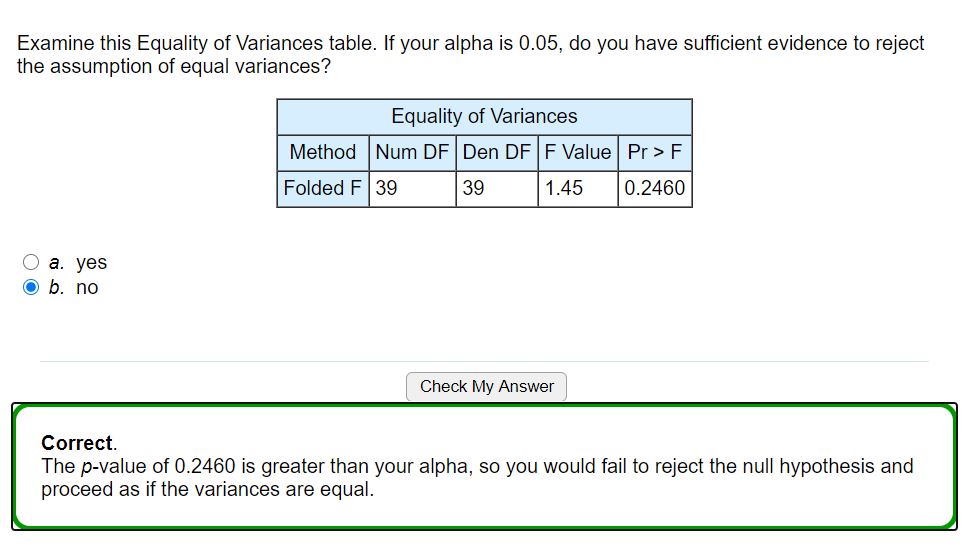 Examine this Equality of Variances table. If your alpha is 0.05, do you have sufficient evidence to reject
the assumption of equal variances?
Equality of Variances
Method Num DF Den DF F Value Pr > F
Folded F 39 39 1.45 0.2460
a. yes
b. no
Check My Answer
Correct.
The p-value of 0.2460 is greater than your alpha, so you would fail to reject the null hypothesis and
proceed as if the variances are equal.